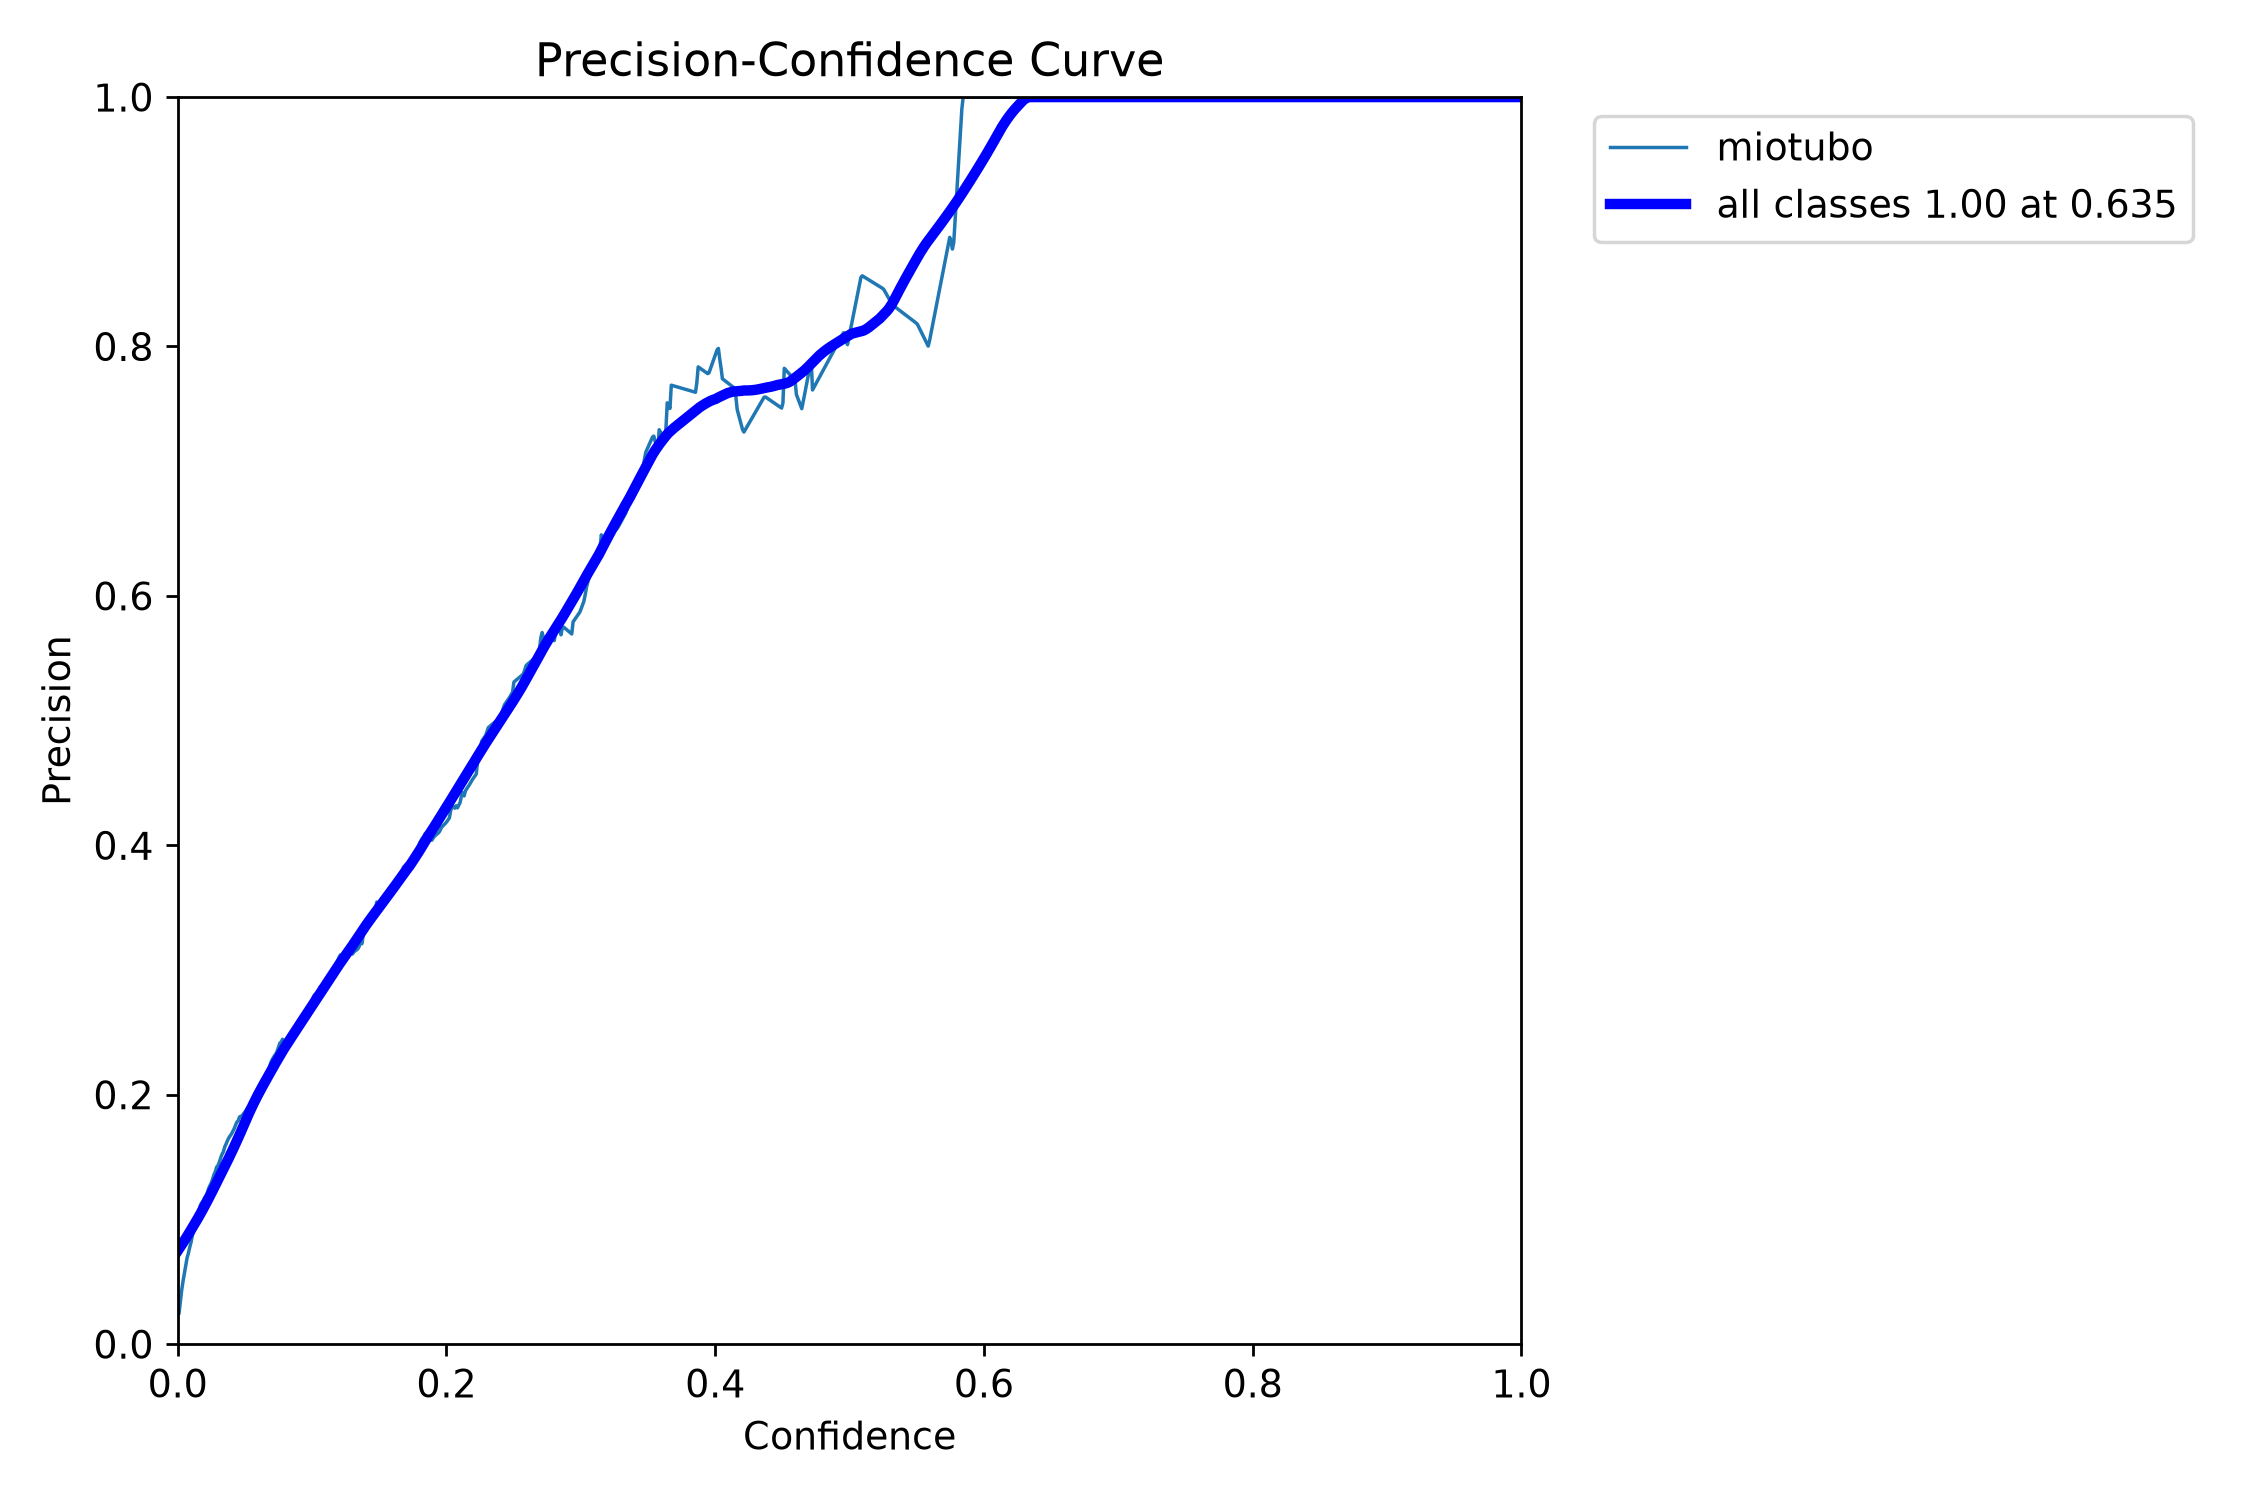 Precision-Confidence Curve
miotubo
all classes 1.00 at 0.635
Precision
1.0
0.8
0.6
0.4
0.2
0.0
0.0 0.2 0.4 0.6 0.8 1.0
Confidence